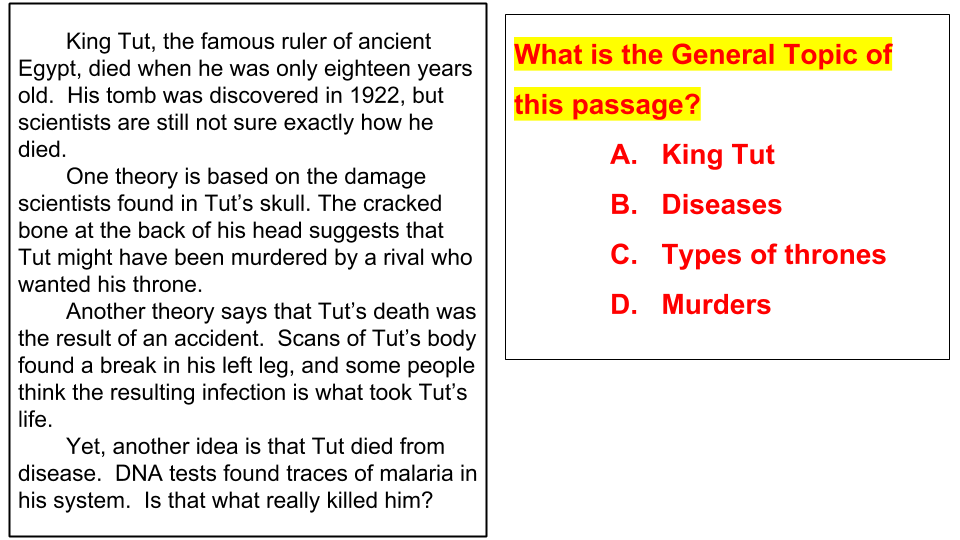 King Tut, the famous ruler of ancient
Egypt, died when he was only eighteen years
old.  His tomb was discovered in 1922, but
scientists are still not sure exactly how he
died.
One theory is based on the damage
scientists found in Tut’s skull. The cracked
bone at the back of his head suggests that
Tut might have been murdered by a rival who
wanted his throne.
Another theory says that Tut’s death was
the result of an accident.  Scans of Tut’s body
found a break in his left leg, and some people
think the resulting infection is what took Tut’s
life.
Yet, another idea is that Tut died from
disease.  DNA tests found traces of malaria in
his system.  Is that what really killed him?
What is the General Topic of
this passage?
A. King Tut
B. Diseases
C. Types of thrones
D. Murders